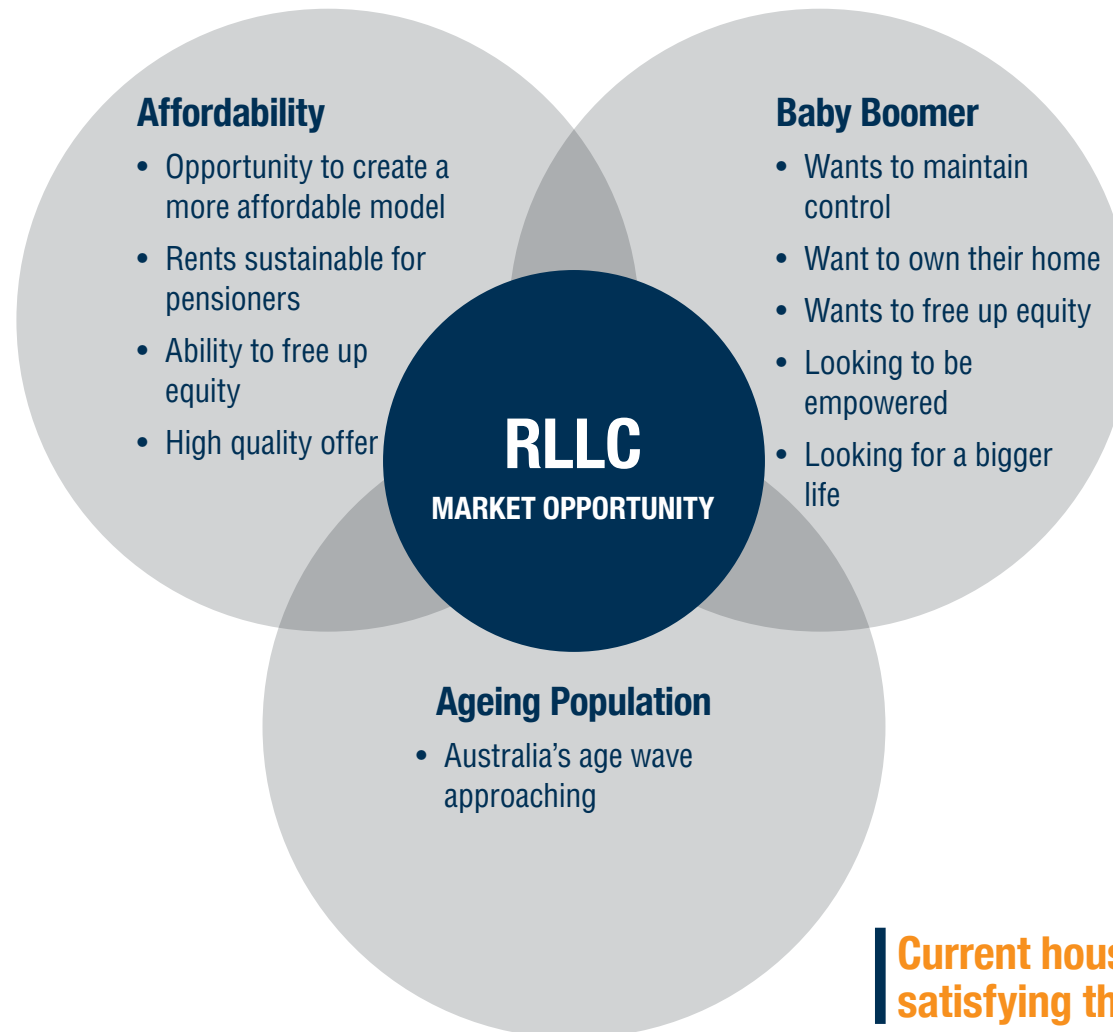 Affordability
• Opportunity to create a
more affordable model
• Rents sustainable for
pensioners
• Ability to free up
equity
• High quality offer
Baby Boomer
• Wants to maintain
control
• Want to own their home
• Wants to free up equity
• Looking to be
empowered
• Looking for a bigger
life
RLLC
MARKET OPPORTUNITY
Ageing Population
• Australia's age wave
approaching
Current
satisfying